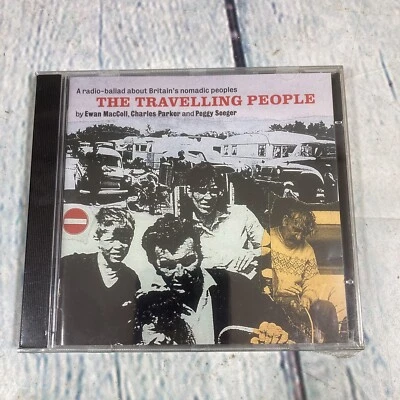 A radio-ballad about Britain's nomadic peoples
THE TRAVELLING PEOPLE
by Ewan MacColl, Charles Parker and Peggy Seeger